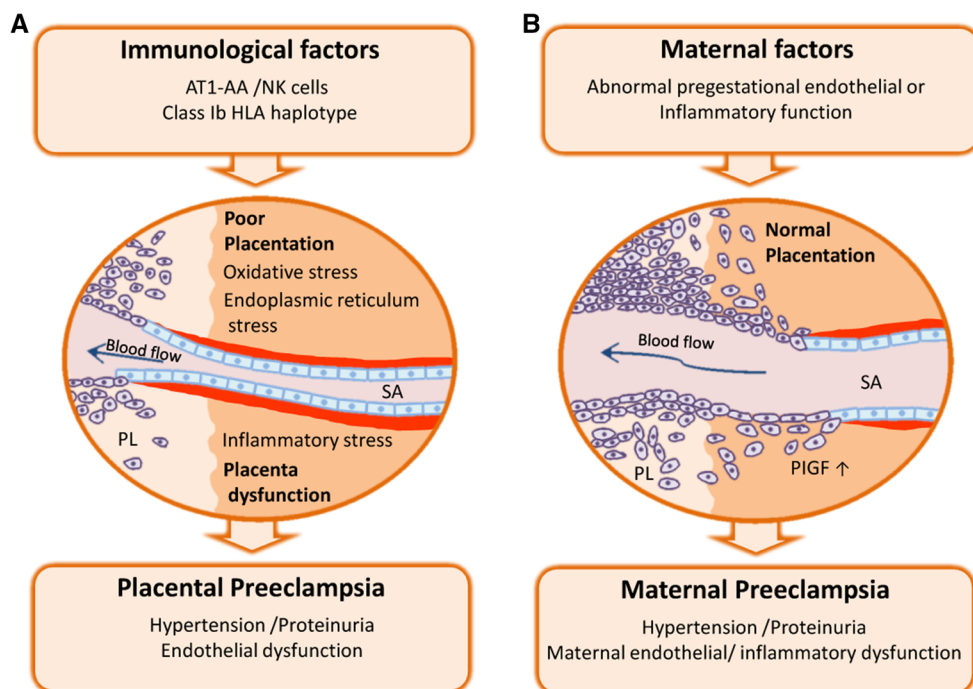 A
Immunological factors
AT1-AA /NK cells
Class Ib HLA haplotype
Poor
Placentation
Oxidative stress
Endoplasmic reticulum
stress
Blood flow
SA
PL
Inflammatory stress
Placenta
dysfunction
Placental Preeclampsia
Hypertension /Proteinuria
Endothelial dysfunction
B
Maternal factors
Abnormal pregestational endothelial or
Inflammatory function
Normal
Placentation
Blood flow
SA
PL
PIGF ↑
Maternal Preeclampsia
Hypertension /Proteinuria
Maternal endothelial/ inflammatory dysfunction